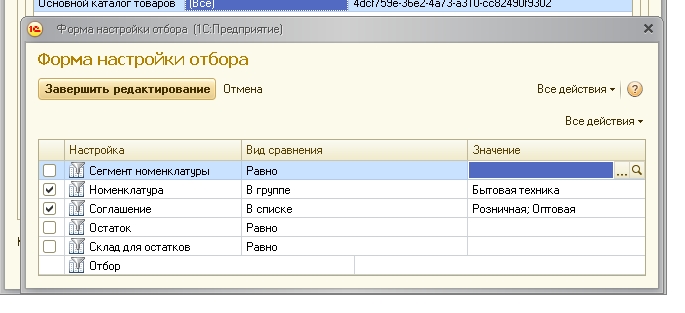 Основной каталог товаров (Все) 4dcf759e-36e2-4a73-a310-cc82490f9302
Форма настройки отбора (1С:Предприятие)
Форма настройки отбора
Завершить редактирование Отмена Все действия ?
Все действия
Настройка Вид сравнения Значение
Сегмент номенклатуры Равно ...
Номенклатура В группе Бытовая техника
Соглашение В списке Розничная; Оптовая
Остаток Равно
Склад для остатков Равно
Отбор